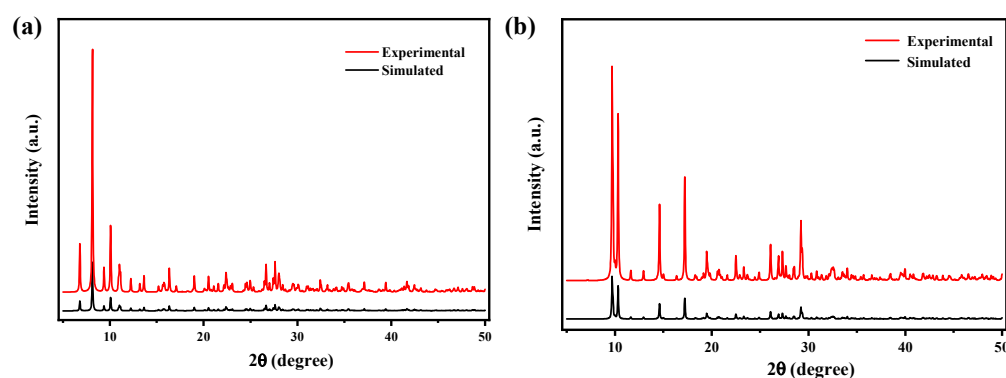 (a)
Experimental
Simulated
Intensity (a.u.)
10 20 30 40 50
2θ (degree)
(b)
Experimental
Simulated
Intensity (a.u.)
10 20 30 40 50
2θ (degree)